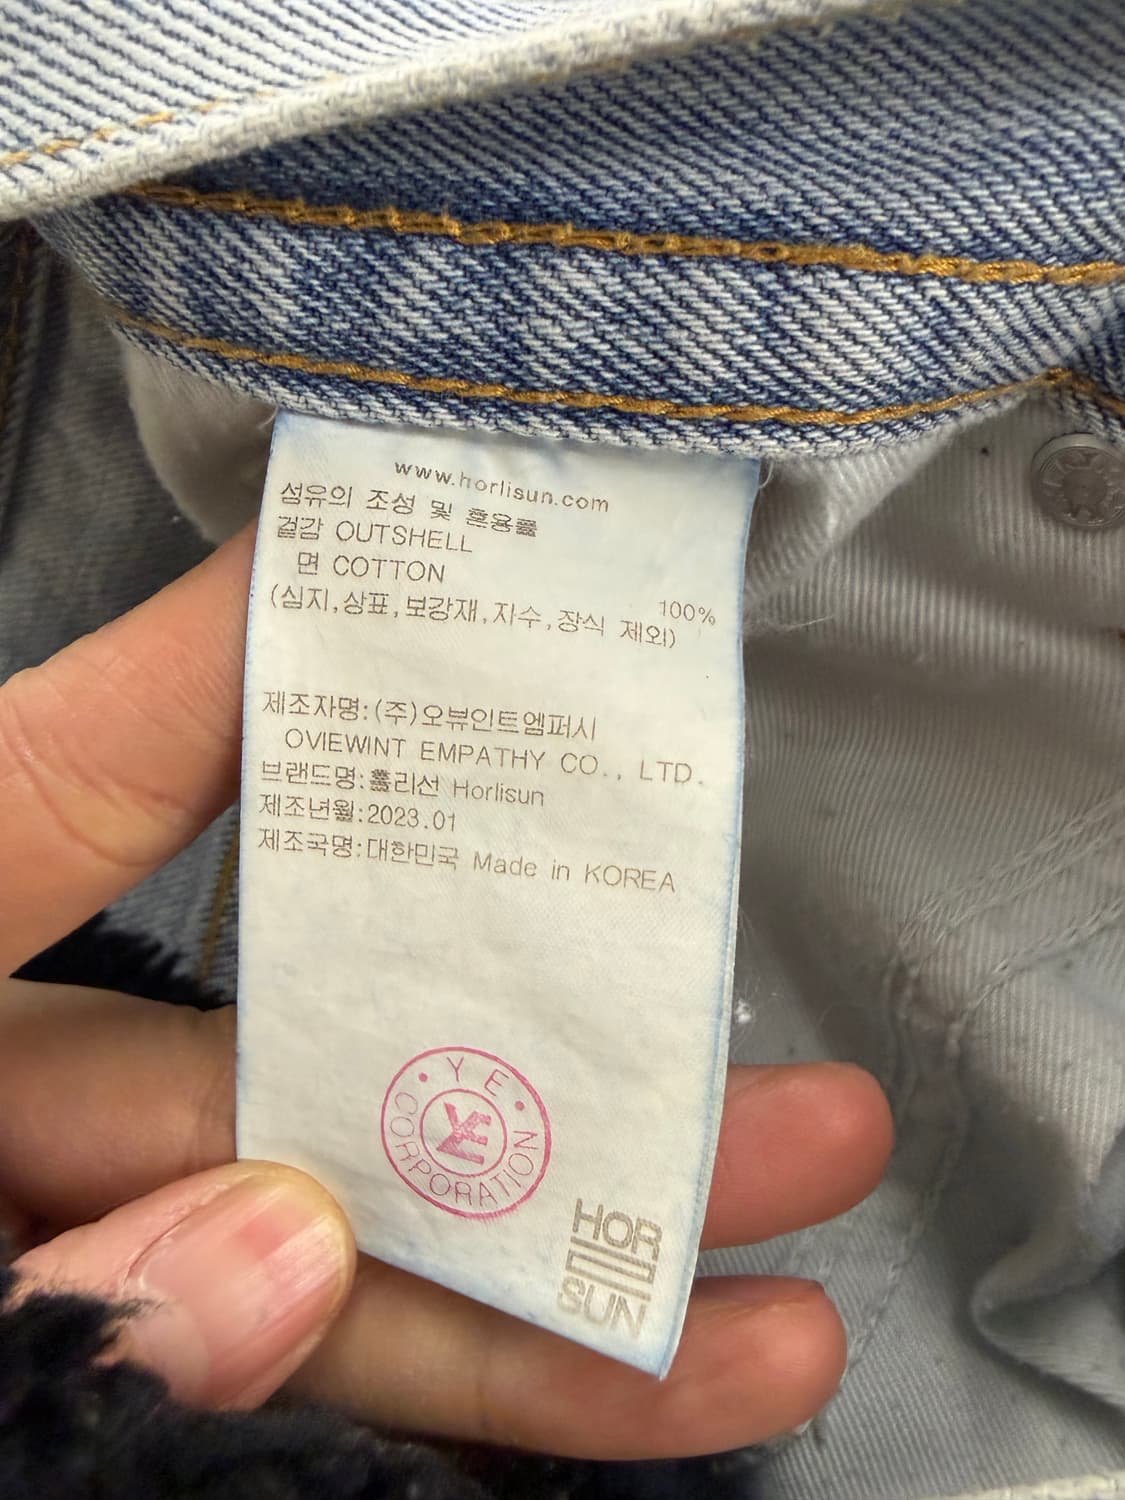 www.horlisun.com
섬유의 조성 및 혼용률
겉감 OUTSHELL
면 COTTON
100%
(심지,상표,보강재,자수,장식 제외)
제조자명:(주)오뷰인트엠퍼시
OVIEWINT EMPATHY CO., LTD.
브랜드명:홀리선 Horlisun
제조년월:2023.01
제조국명:대한민국 Made in KOREA
YE
YE
CORPORATION
HOR
SUN